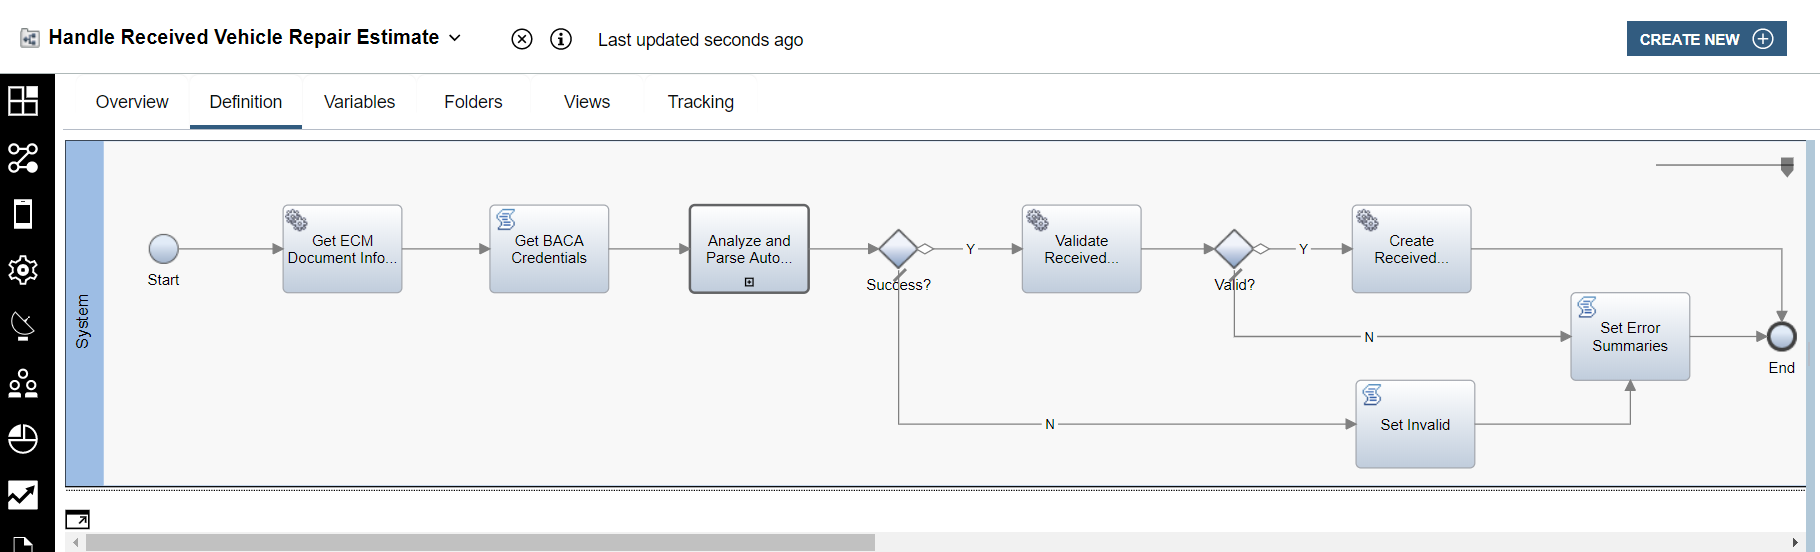 Handle Received Vehicle Repair Estimate
Last updated seconds ago
CREATE NEW
Overview
Definition
Variables
Folders
Views
Tracking
System
Start
Get ECM
Document Info...
Get BACA
Credentials
Analyze and
Parse Auto...
Success?
Y
Validate
Received...
Valid?
Y
Create
Received...
N
Set Error
Summaries
End
N
Set Invalid